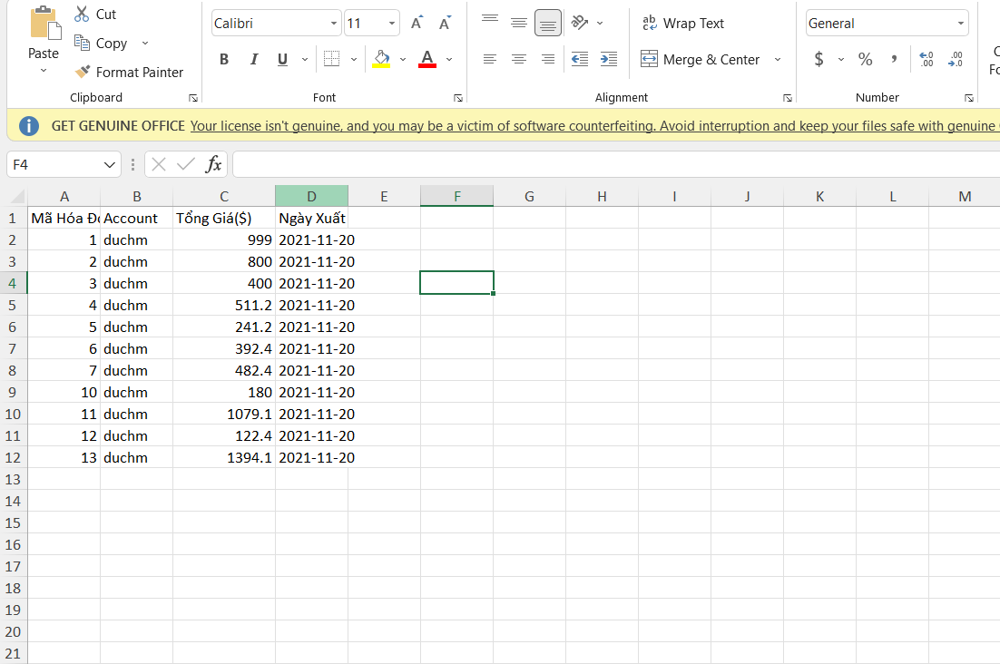 Cut
Calibri 11 A A
ab Wrap Text
General
Copy
Paste
Format Painter
B I U A
Merge & Center
$ % , .00
Clipboard Font Alignment Number
GET GENUINE OFFICE Your license isn't genuine, and you may be a victim of software counterfeiting. Avoid interruption and keep your files safe with genuine
F4 fx
A B C D E F G H I J K L M
1 Mã Hóa Account Tổng Giá($) Ngày Xuất
2 1 duchm 999 2021-11-20
3 2 duchm 800 2021-11-20
4 3 duchm 400 2021-11-20
5 4 duchm 511.2 2021-11-20
6 5 duchm 241.2 2021-11-20
7 6 duchm 392.4 2021-11-20
8 7 duchm 482.4 2021-11-20
9 10 duchm 180 2021-11-20
10 11 duchm 1079.1 2021-11-20
11 12 duchm 122.4 2021-11-20
12 13 duchm 1394.1 2021-11-20
13
14
15
16
17
18
19
20
21